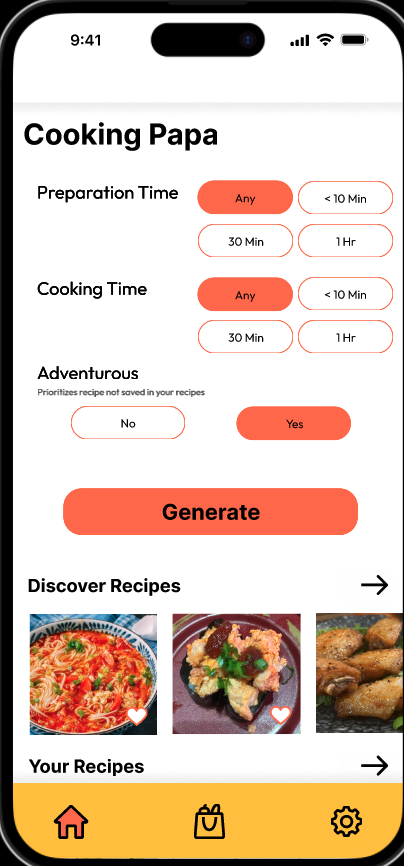 9:41
Cooking Papa
Preparation Time
Any
< 10 Min
30 Min
1 Hr
Cooking Time
Any
< 10 Min
30 Min
1 Hr
Adventurous
Prioritizes recipe not saved in your recipes
No
Yes
Generate
Discover Recipes
Your Recipes